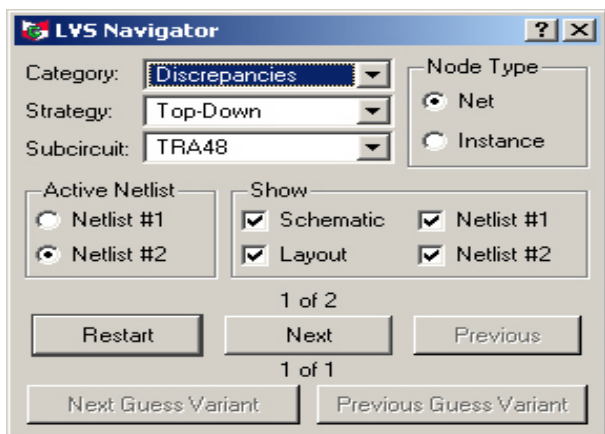 LVS Navigator
Category: Discrepancies
Strategy: Top-Down
Subcircuit: TRA48
Node Type
Net
Instance
Active Netlist
Netlist #1
Netlist #2
Show
Schematic Netlist #1
Layout Netlist #2
1 of 2
Restart Next Previous
1 of 1
Next Guess Variant Previous Guess Variant